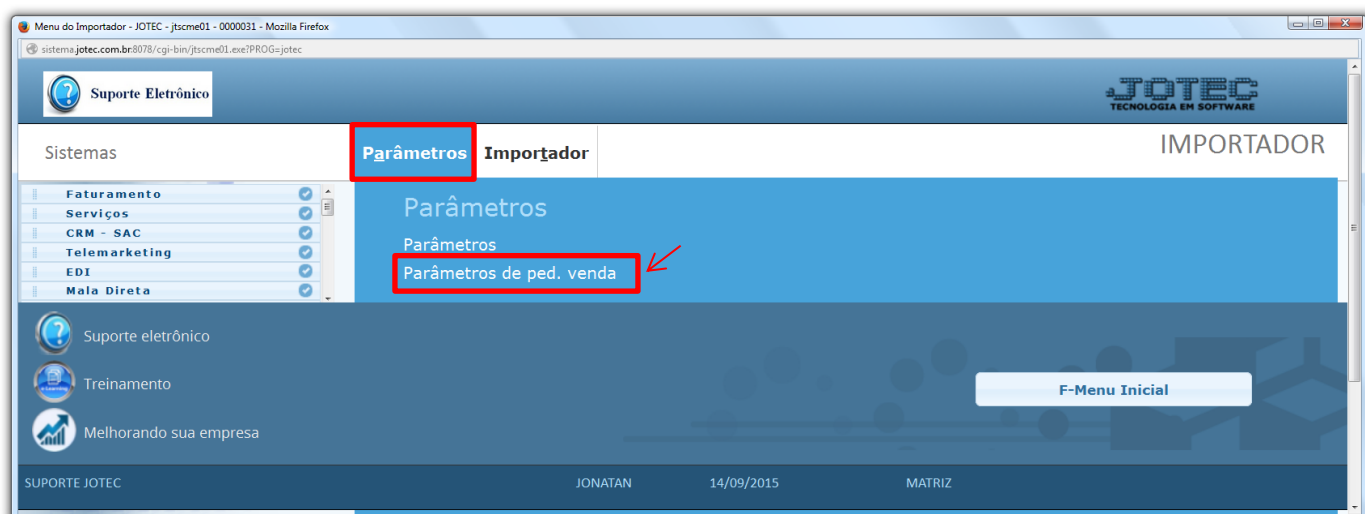 Menu do Importador - JOTEC - jtscme01 - 0000031 - Mozilla Firefox
sistema.jotec.com.br:8078/cgi-bin/jtscme01.exe?PROG=jotec
Suporte Eletrônico
JOTEC
TECNOLOGIA EM SOFTWARE
Sistemas
Parâmetros Importador
IMPORTADOR
Faturamento
Serviços
CRM - SAC
Telemarketing
EDI
Mala Direta
Parâmetros
Parâmetros
Parâmetros de ped. venda
Suporte eletrônico
Treinamento
Melhorando sua empresa
F-Menu Inicial
SUPORTE JOTEC JONATAN 14/09/2015 MATRIZ